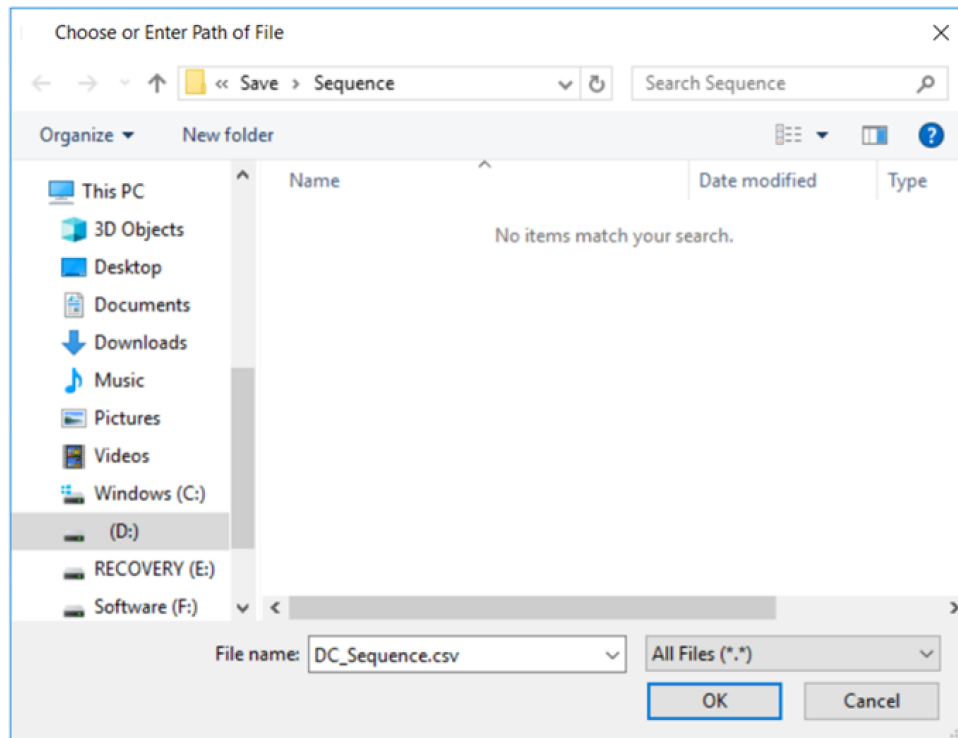 Choose or Enter Path of File
« Save › Sequence
Search Sequence
Organize
New folder
?
Name
Date modified
Type
This PC
3D Objects
Desktop
Documents
Downloads
Music
Pictures
Videos
Windows (C:)
(D:)
RECOVERY (E:)
Software (F:)
No items match your search.
File name: DC_Sequence.csv
All Files (*.*)
OK
Cancel